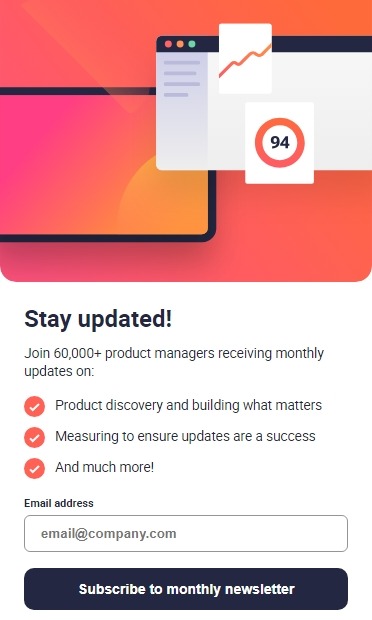 94
Stay updated!
Join 60,000+ product managers receiving monthly
updates on:
Product discovery and building what matters
Measuring to ensure updates are a success
And much more!
Email address
email@company.com
Subscribe to monthly newsletter